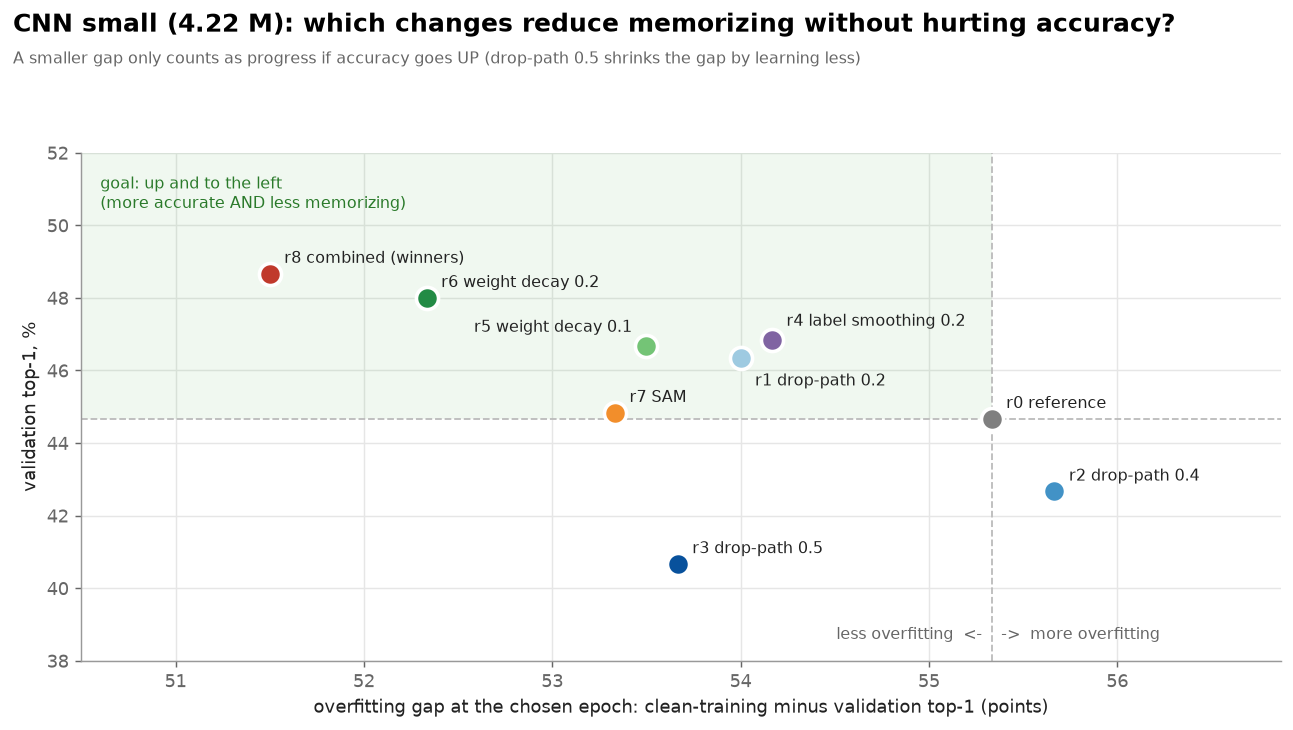 CNN small (4.22 M): which changes reduce memorizing without hurting accuracy?
A smaller gap only counts as progress if accuracy goes UP (drop-path 0.5 shrinks the gap by learning less)
52
50
48
46
44
42
40
38
validation top-1, %
goal: up and to the left
(more accurate AND less memorizing)
r8 combined (winners)
r6 weight decay 0.2
r5 weight decay 0.1
r4 label smoothing 0.2
r1 drop-path 0.2
r7 SAM
r0 reference
r2 drop-path 0.4
r3 drop-path 0.5
less overfitting <- -> more overfitting
51 52 53 54 55 56
overfitting gap at the chosen epoch: clean-training minus validation top-1 (points)